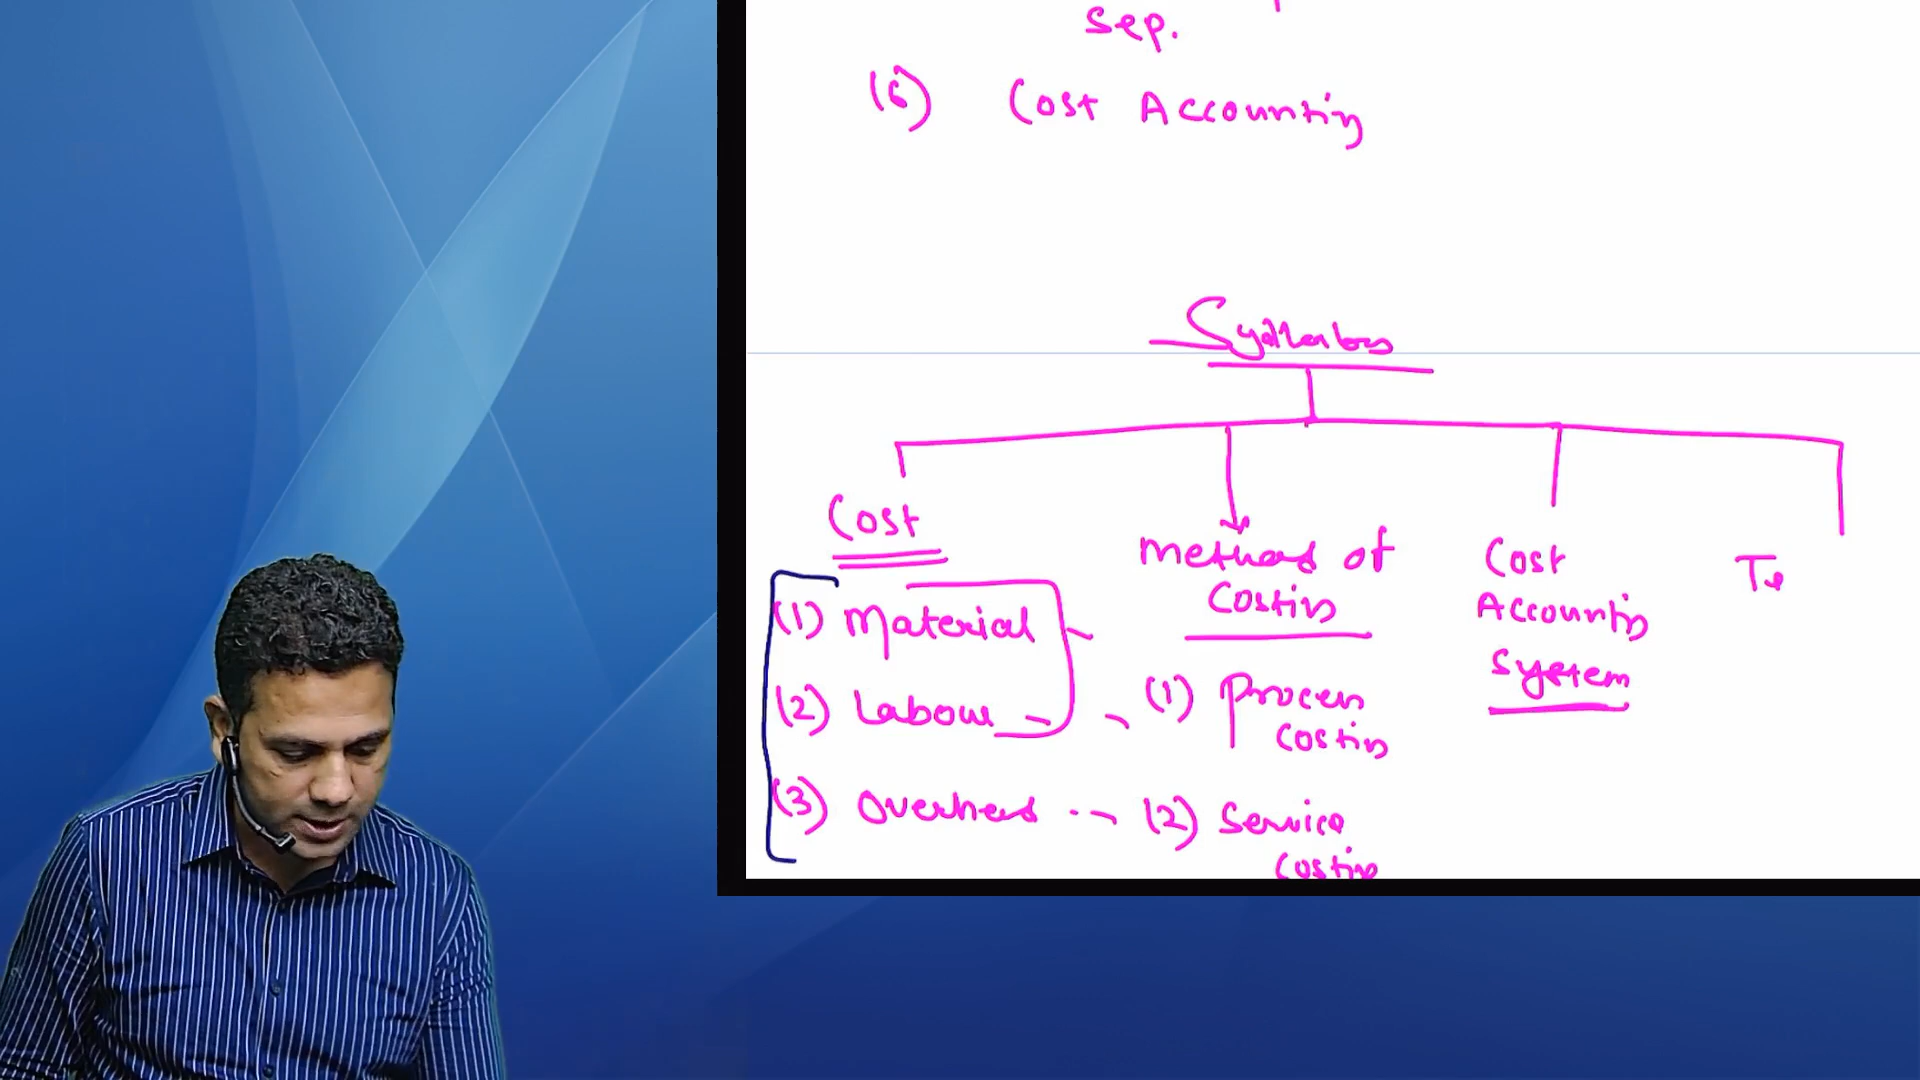 Sep.
(6) Cost Accounting
Syllabus
Cost
(1) Material
(2) Labour
(3) Overhead
Method of
Costing
(1) Process
Costing
(2) Service
Costing
Cost
Accounting
System
Te